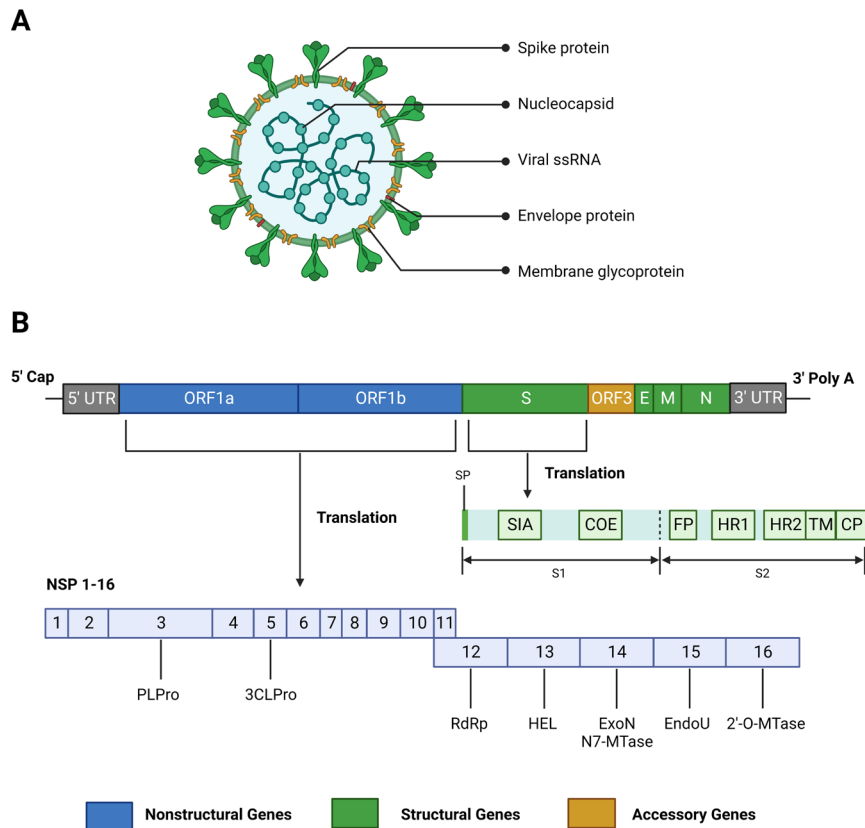 A
Spike protein
Nucleocapsid
Viral ssRNA
Envelope protein
Membrane glycoprotein
B
5' Cap
3' Poly A
5' UTR ORF1a ORF1b S ORF3 E M N 3' UTR
Translation
Translation
SP
SIA COE FP HR1 HR2 TM CP
S1 S2
NSP 1-16
1 2 3 4 5 6 7 8 9 10 11
12 13 14 15 16
PLPro 3CLPro
RdRp HEL ExoN EndoU 2'-O-MTase
N7-MTase
Nonstructural Genes Structural Genes Accessory Genes